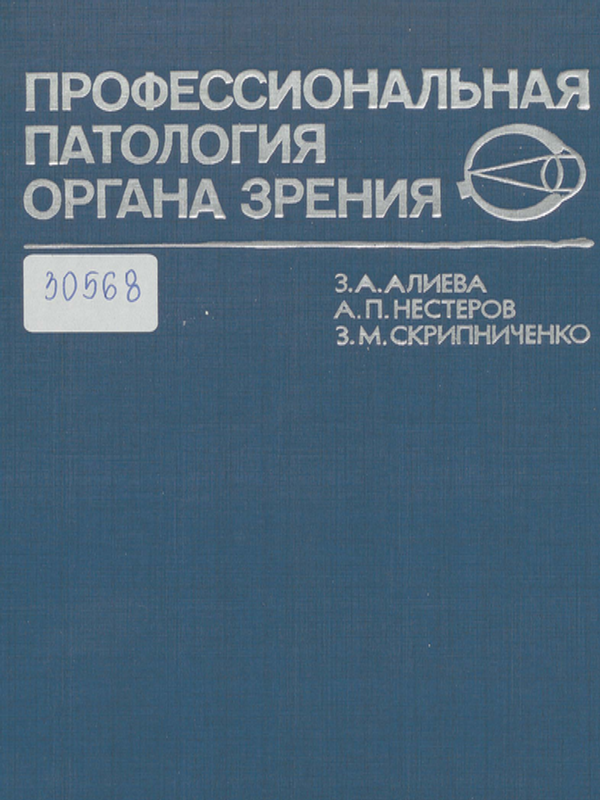 ПРОФЕССИОНАЛЬНАЯ
ПАТОЛОГИЯ
ОРГАНА ЗРЕНИЯ
30568
З.А.АЛИЕВА
А.П.НЕСТЕРОВ
З.М.СКРИПНИЧЕНКО